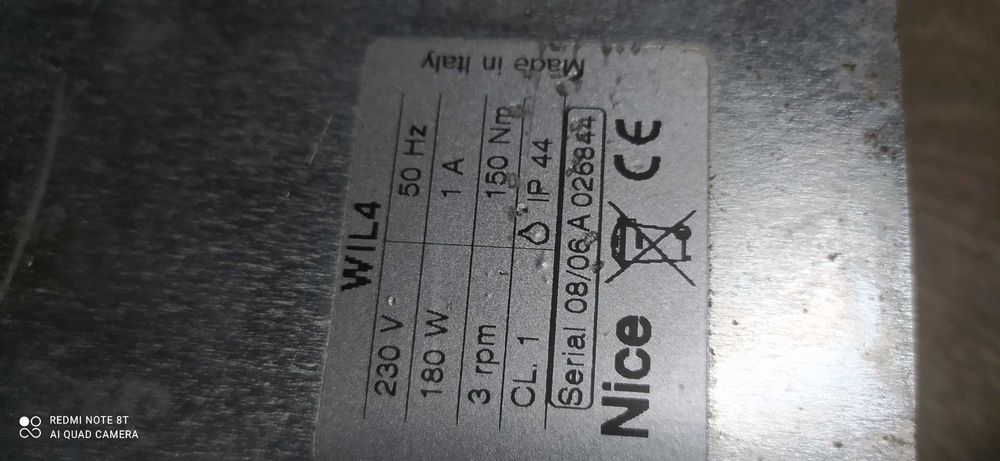 WIL4
230 V 50 Hz
180 W 1 A
3 rpm 150 Nm
CL. 1 IP 44
Serial 08/06 A 026844
Nice CE
Made in Italy
REDMI NOTE 8T
AI QUAD CAMERA